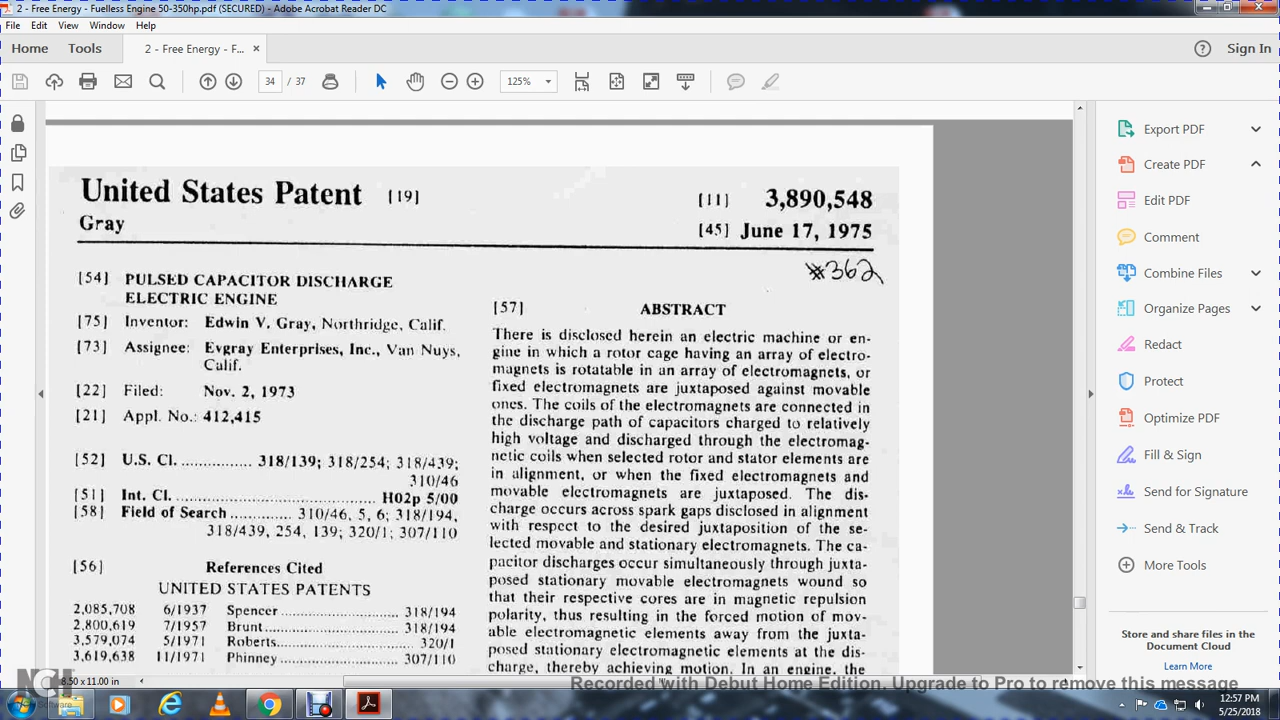 2 - Free Energy - Fuelless Engine 50-350hp.pdf (SECURED) - Adobe Acrobat Reader DC
File Edit View Window Help
Home Tools 2 - Free Energy - F... × Sign In
34 / 37 125%
United States Patent [19]
Gray
[11] 3,890,548
[45] June 17, 1975
#362
[54] PULSED CAPACITOR DISCHARGE
ELECTRIC ENGINE
[75] Inventor: Edwin V. Gray, Northridge, Calif.
[73] Assignee: Evgray Enterprises, Inc., Van Nuys,
Calif.
[22] Filed: Nov. 2, 1973
[21] Appl. No.: 412,415
[52] U.S. Cl. ............... 318/139; 318/254; 318/439;
310/46
[51] Int. Cl. ........................................ H02p 5/00
[58] Field of Search ........... 310/46, 5, 6; 318/194,
318/439, 254, 139; 320/1; 307/110
[56] References Cited
UNITED STATES PATENTS
2,085,708 6/1937 Spencer ............................ 318/194
2,800,619 7/1957 Brunt ................................ 318/194
3,579,074 5/1971 Roberts ............................... 320/1
3,619,638 11/1971 Phinney ........................... 307/110
[57] ABSTRACT
There is disclosed herein an electric machine or en-
gine in which a rotor cage having an array of electro-
magnets is rotatable in an array of electromagnets, or
fixed electromagnets are juxtaposed against movable
ones. The coils of the electromagnets are connected in
the discharge path of capacitors charged to relatively
high voltage and discharged through the electromag-
netic coils when selected rotor and stator elements are
in alignment, or when the fixed electromagnets and
movable electromagnets are juxtaposed. The dis-
charge occurs across spark gaps disclosed in alignment
with respect to the desired juxtaposition of the se-
lected movable and stationary electromagnets. The ca-
pacitor discharges occur simultaneously through juxta-
posed stationary movable electromagnets wound so
that their respective cores are in magnetic repulsion
polarity, thus resulting in the forced motion of mov-
able electromagnetic elements away from the juxta-
posed stationary electromagnetic elements at the dis-
charge, thereby achieving motion. In an engine, the
Export PDF
Create PDF
Edit PDF
Comment
Combine Files
Organize Pages
Redact
Protect
Optimize PDF
Fill & Sign
Send for Signature
Send & Track
More Tools
Store and share files in the
Document Cloud
Learn More
8.50 x 11.00 in
NCH
Software
Recorded with Debut Home Edition. Upgrade to Pro to remove this message
12:57 PM
5/25/2018